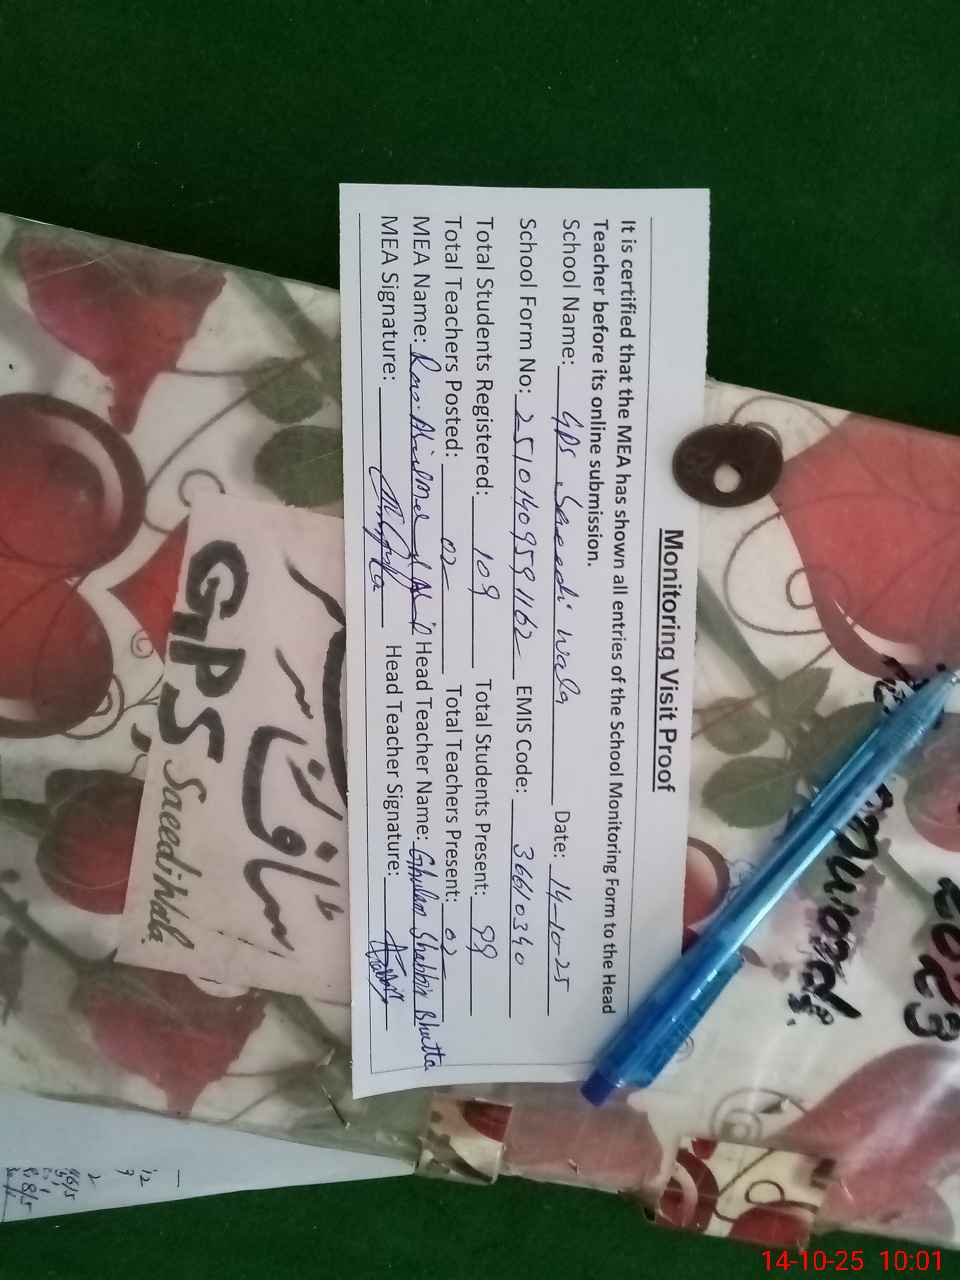 Monitoring Visit Proof
It is certified that the MEA has shown all entries of the School Monitoring Form to the Head
Teacher before its online submission.
School Name: GPS Saeedi wala Date: 14-10-25
School Form No: 25101409591162 EMIS Code: 36610340
Total Students Registered: 109 Total Students Present: 99
Total Teachers Posted: 02 Total Teachers Present: 02
MEA Name: Head Teacher Name: Ghulam Shabbir Bhutta
MEA Signature: Head Teacher Signature:
GPS Saeedi Wala
2023
14-10-25 10:01